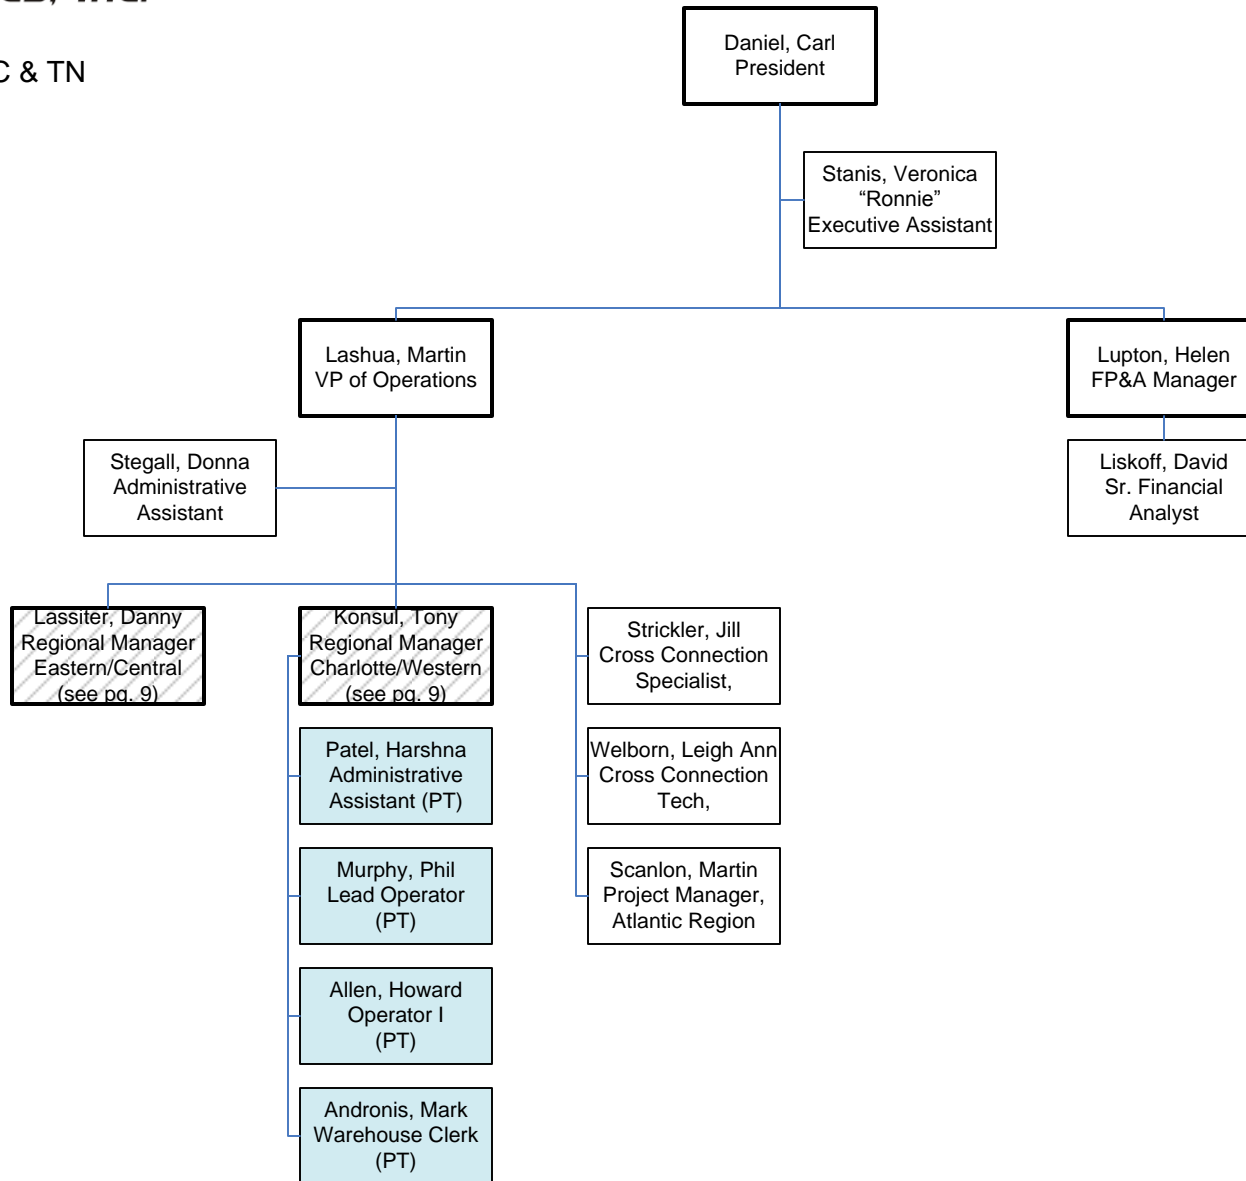 C & TN
Daniel, Carl
President
Stanis, Veronica
“Ronnie”
Executive Assistant
Lashua, Martin
VP of Operations
Lupton, Helen
FP&A Manager
Stegall, Donna
Administrative
Assistant
Liskoff, David
Sr. Financial
Analyst
Lassiter, Danny
Regional Manager
Eastern/Central
(see pg. 9)
Konsul, Tony
Regional Manager
Charlotte/Western
(see pg. 9)
Strickler, Jill
Cross Connection
Specialist,
Patel, Harshna
Administrative
Assistant (PT)
Welborn, Leigh Ann
Cross Connection
Tech,
Murphy, Phil
Lead Operator
(PT)
Scanlon, Martin
Project Manager,
Atlantic Region
Allen, Howard
Operator I
(PT)
Andronis, Mark
Warehouse Clerk
(PT)